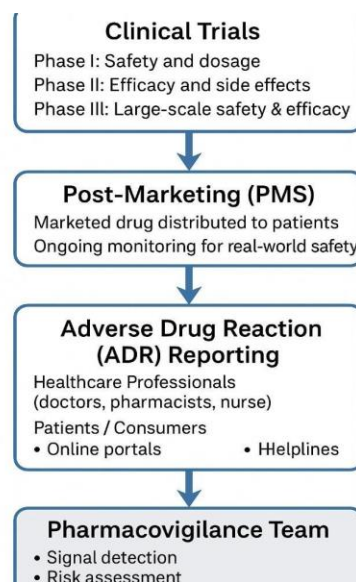 Clinical Trials
Phase I: Safety and dosage
Phase II: Efficacy and side effects
Phase III: Large-scale safety & efficacy
Post-Marketing (PMS)
Marketed drug distributed to patients
Ongoing monitoring for real-world safety
Adverse Drug Reaction
(ADR) Reporting
Healthcare Professionals
(doctors, pharmacists, nurse)
Patients / Consumers
• Online portals • Hlelplines
Pharmacovigilance Team
• Signal detection
• Risk assessment